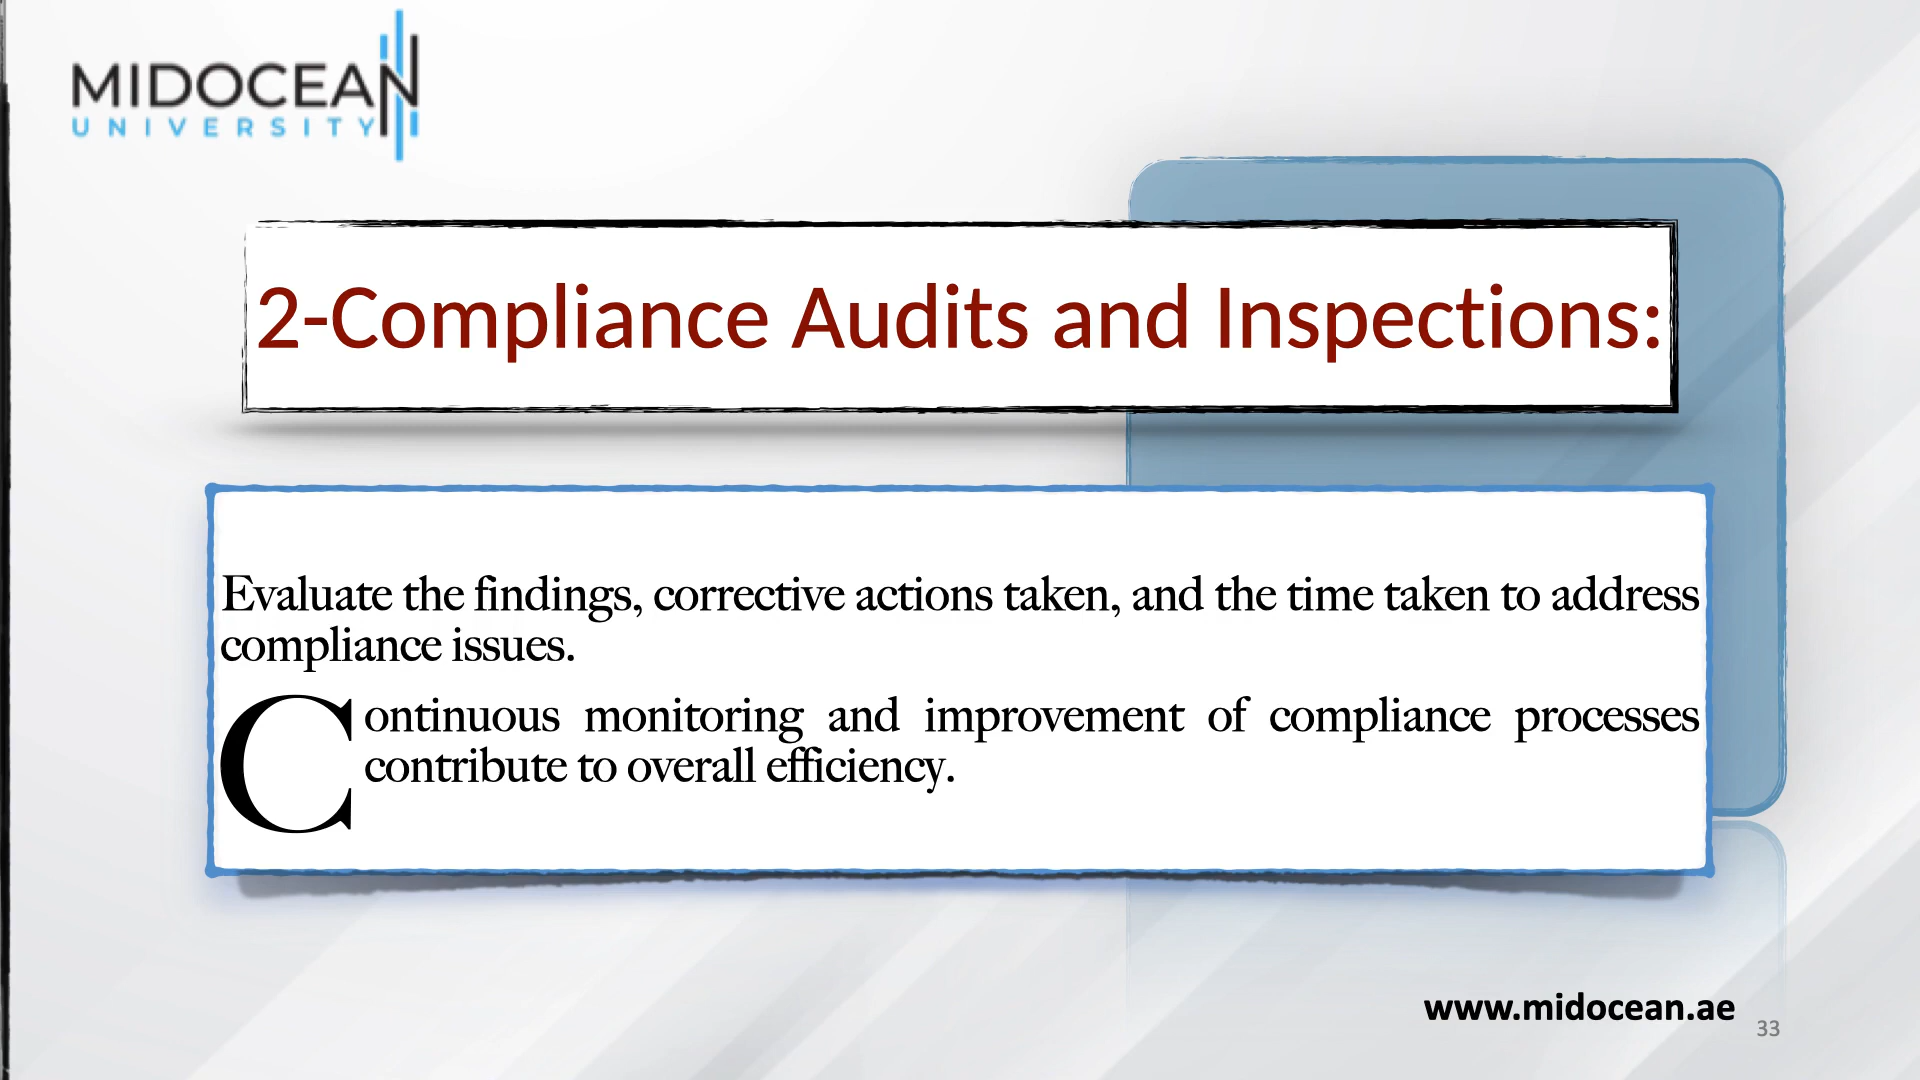 MIDOCEAN
UNIVERSITY
2-Compliance Audits and Inspections:
Evaluate the findings, corrective actions taken, and the time taken to address
compliance issues.
Continuous monitoring and improvement of compliance processes
contribute to overall efficiency.
www.midocean.ae
33